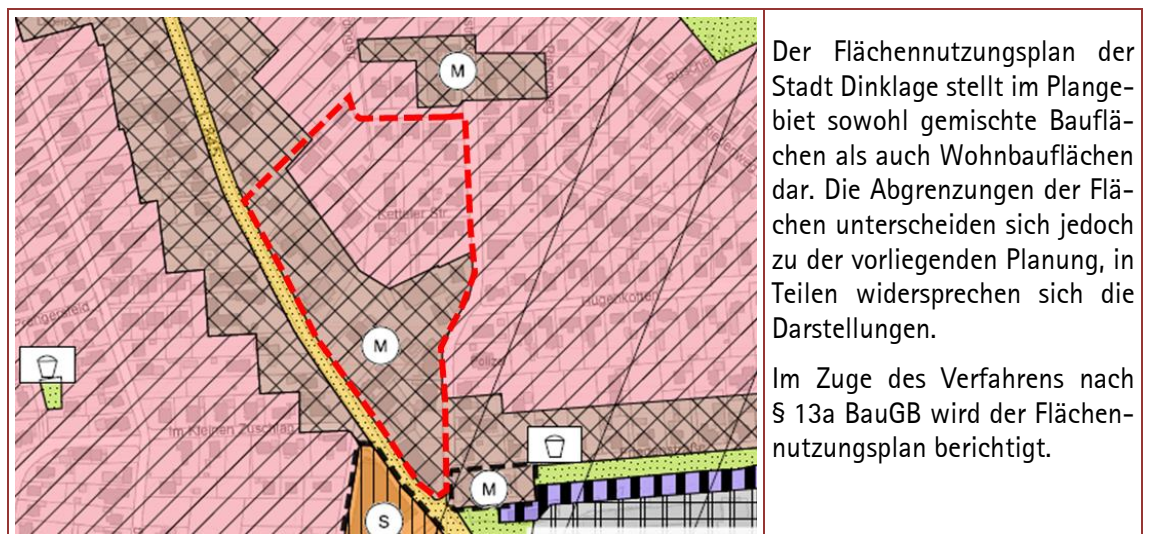 M
Ketteler Str.
Hugenkotten
M
Polizei
Im Kleinen Zuschlag
M
S
Der Flächennutzungsplan der
Stadt Dinklage stellt im Plange-
biet sowohl gemischte Bauflä-
chen als auch Wohnbauflächen
dar. Die Abgrenzungen der Flä-
chen unterscheiden sich jedoch
zu der vorliegenden Planung, in
Teilen widersprechen sich die
Darstellungen.
Im Zuge des Verfahrens nach
§ 13a BauGB wird der Flächen-
nutzungsplan berichtigt.